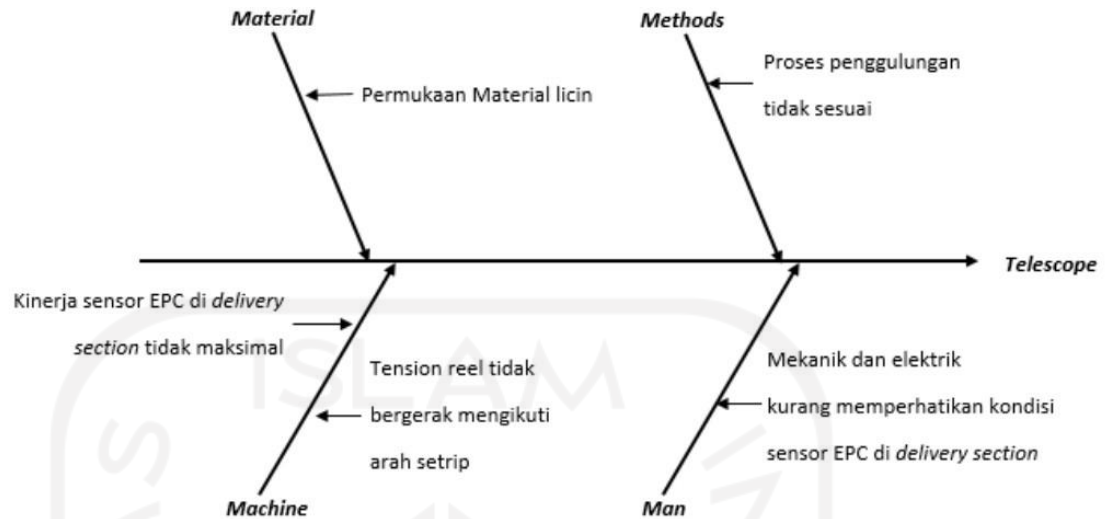 Material
Methods
Permukaan Material licin
Proses penggulungan
tidak sesuai
Telescope
Kinerja sensor EPC di delivery
section tidak maksimal
Tension reel tidak
bergerak mengikuti
arah setrip
Mekanik dan elektrik
kurang memperhatikan kondisi
sensor EPC di delivery section
Machine
Man
ISLAM